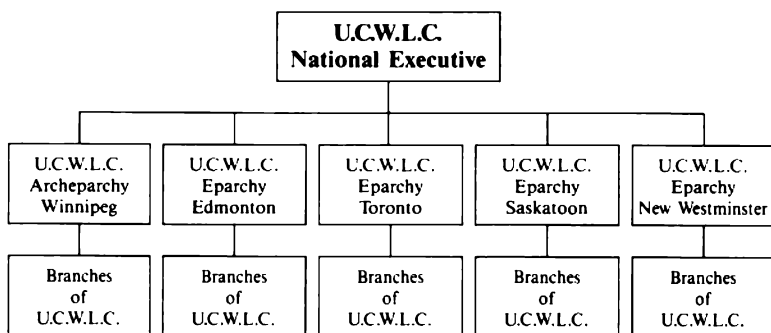 U.C.W.L.C.
National Executive
U.C.W.L.C.
Archeparchy
Winnipeg
U.C.W.L.C.
Eparchy
Edmonton
U.C.W.L.C.
Eparchy
Toronto
U.C.W.L.C.
Eparchy
Saskatoon
U.C.W.L.C.
Eparchy
New Westminster
Branches
of
U.C.W.L.C.
Branches
of
U.C.W.L.C.
Branches
of
U.C.W.L.C.
Branches
of
U.C.W.L.C.
Branches
of
U.C.W.L.C.